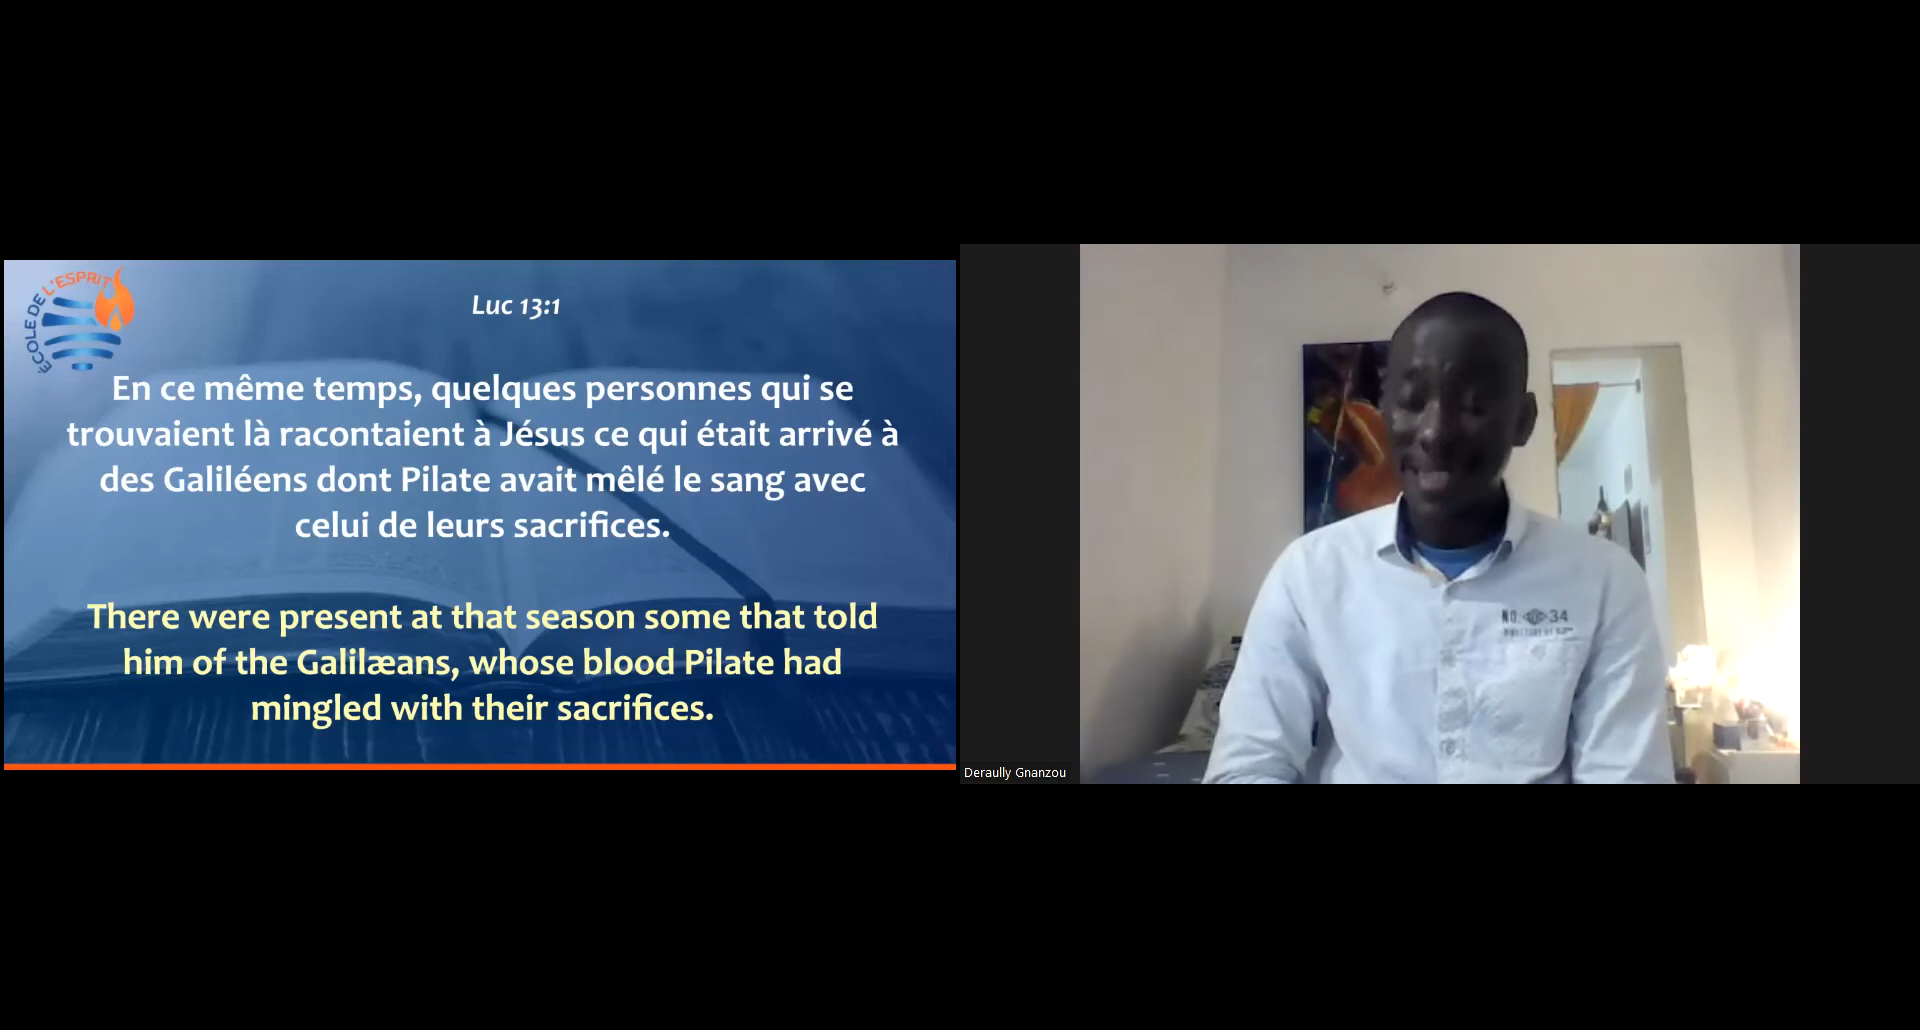 ÉCOLE DE L'ESPRIT
Luc 13:1
En ce même temps, quelques personnes qui se
trouvaient là racontaient à Jésus ce qui était arrivé à
des Galiléens dont Pilate avait mêlé le sang avec
celui de leurs sacrifices.
There were present at that season some that told
him of the Galilæans, whose blood Pilate had
mingled with their sacrifices.
NO. 34
Deraully Gnanzou